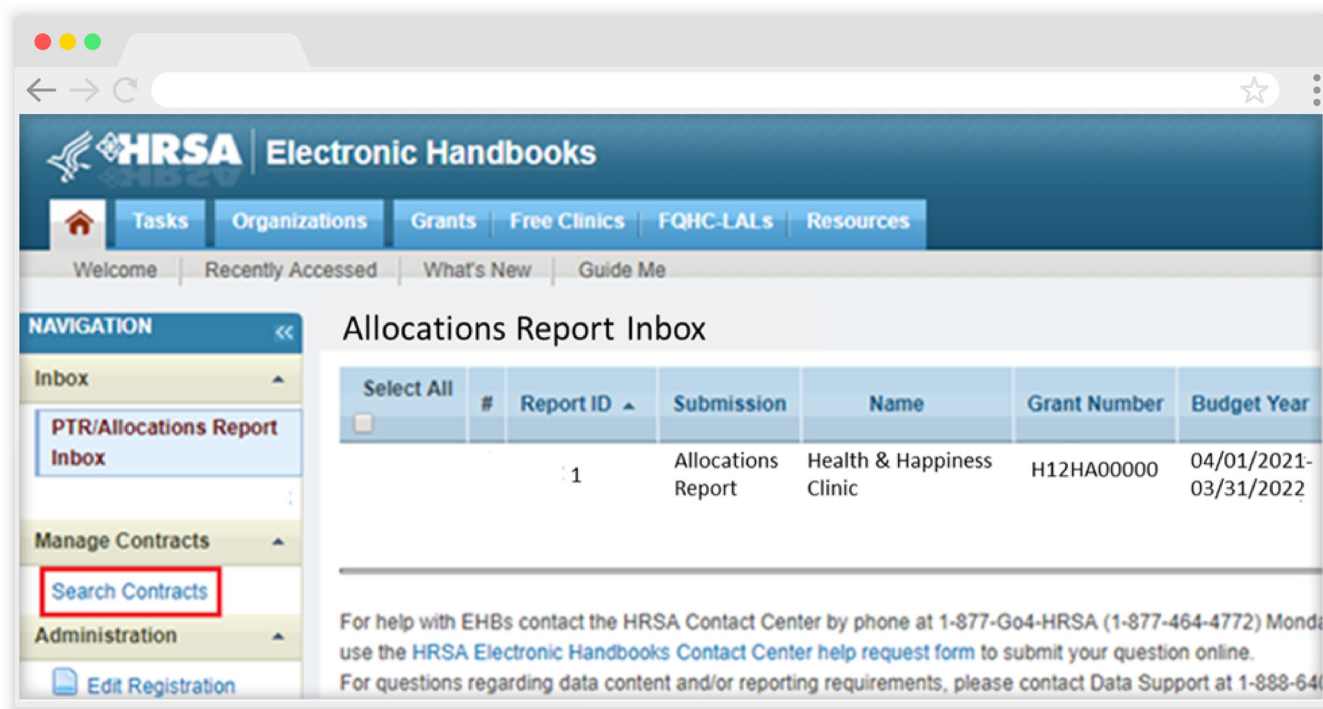 HRSA Electronic Handbooks
Tasks Organizations Grants Free Clinics FQHC-LALs Resources
Welcome Recently Accessed What's New Guide Me
NAVIGATION
Inbox
PTR/Allocations Report
Inbox
Manage Contracts
Search Contracts
Administration
Edit Registration
Allocations Report Inbox
Select All # Report ID Submission Name Grant Number Budget Year
1 Allocations Health & Happiness H12HA00000 04/01/2021-
Report Clinic 03/31/2022
For help with EHBs contact the HRSA Contact Center by phone at 1-877-Go4-HRSA (1-877-464-4772) Monda
use the HRSA Electronic Handbooks Contact Center help request form to submit your question online.
For questions regarding data content and/or reporting requirements, please contact Data Support at 1-888-640